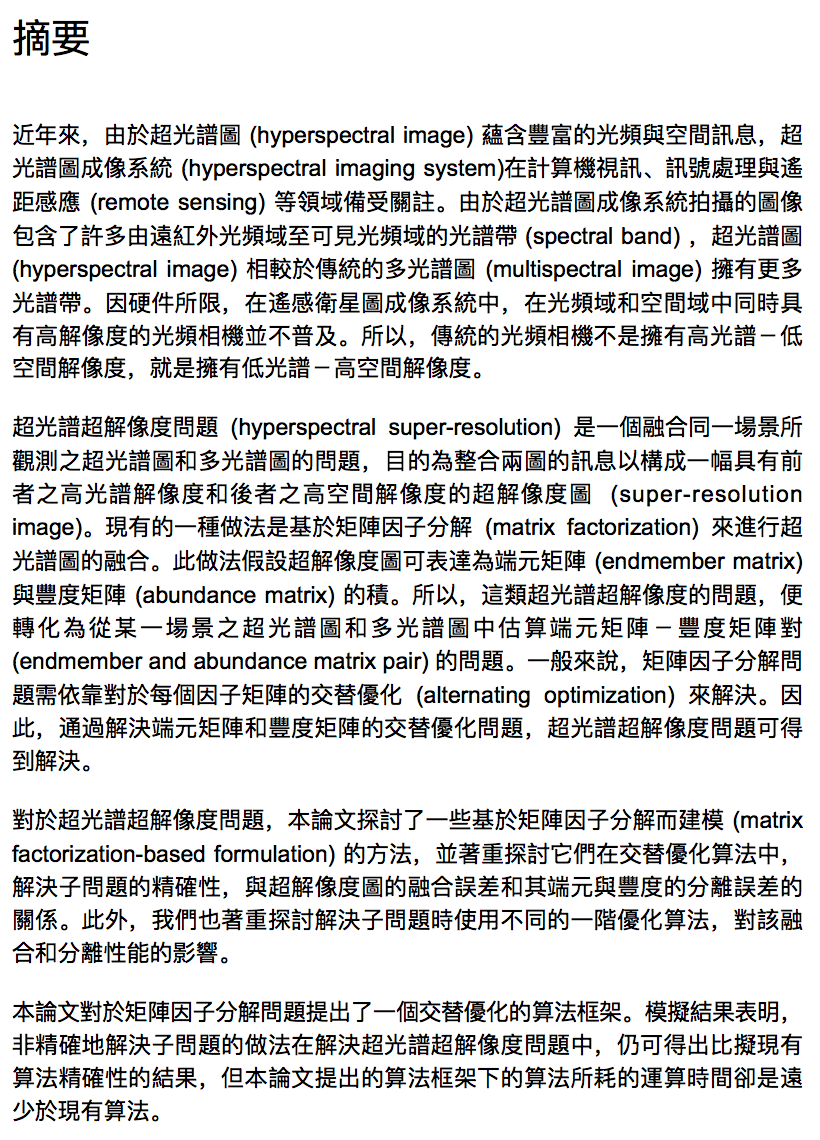 摘要
近年來，由於超光譜圖 (hyperspectral image) 蘊含豐富的光頻與空間訊息，超
光譜圖成像系統 (hyperspectral imaging system)在計算機視訊、訊號處理與遙
距感應 (remote sensing) 等領域備受關註。由於超光譜圖成像系統拍攝的圖像
包含了許多由遠紅外光頻域至可見光頻域的光譜帶 (spectral band) ，超光譜圖
(hyperspectral image) 相較於傳統的多光譜圖 (multispectral image) 擁有更多
光譜帶。因硬件所限，在遙感衛星圖成像系統中，在光頻域和空間域中同時具
有高解像度的光頻相機並不普及。所以，傳統的光頻相機不是擁有高光譜－低
空間解像度，就是擁有低光譜－高空間解像度。
超光譜超解像度問題 (hyperspectral super-resolution) 是一個融合同一場景所
觀測之超光譜圖和多光譜圖的問題，目的為整合兩圖的訊息以構成一幅具有前
者之高光譜解像度和後者之高空間解像度的超解像度圖 (super-resolution
image)。現有的一種做法是基於矩陣因子分解 (matrix factorization) 來進行超
光譜圖的融合。此做法假設超解像度圖可表達為端元矩陣 (endmember matrix)
與豐度矩陣 (abundance matrix) 的積。所以，這類超光譜超解像度的問題，便
轉化為從某一場景之超光譜圖和多光譜圖中估算端元矩陣－豐度矩陣對
(endmember and abundance matrix pair) 的問題。一般來說，矩陣因子分解問
題需依靠對於每個因子矩陣的交替優化 (alternating optimization) 來解決。因
此，通過解決端元矩陣和豐度矩陣的交替優化問題，超光譜超解像度問題可得
到解決。
對於超光譜超解像度問題，本論文探討了一些基於矩陣因子分解而建模 (matrix
factorization-based formulation) 的方法，並著重探討它們在交替優化算法中，
解決子問題的精確性，與超解像度圖的融合誤差和其端元與豐度的分離誤差的
關係。此外，我們也著重探討解決子問題時使用不同的一階優化算法，對該融
合和分離性能的影響。
本論文對於矩陣因子分解問題提出了一個交替優化的算法框架。模擬結果表明，
非精確地解決子問題的做法在解決超光譜超解像度問題中，仍可得出比擬現有
算法精確性的結果，但本論文提出的算法框架下的算法所耗的運算時間卻是遠
少於現有算法。